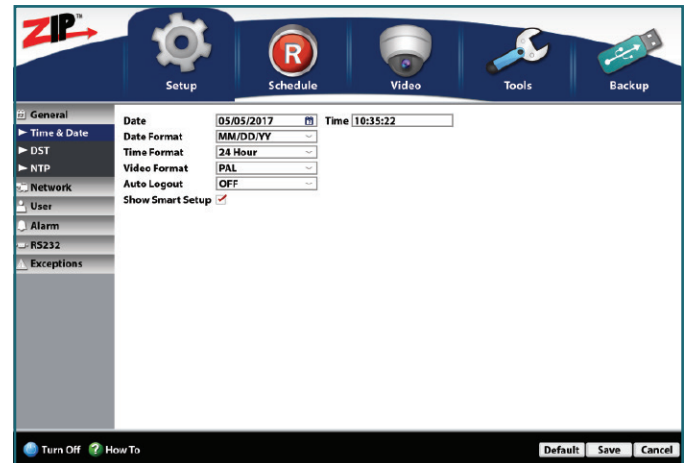 ZIP™
Setup
R
Schedule
Video
Tools
Backup
General
Time & Date
DST
NTP
Network
User
Alarm
RS232
Exceptions
Date 05/05/2017 Time 10:35:22
Date Format MM/DD/YY
Time Format 24 Hour
Video Format PAL
Auto Logout OFF
Show Smart Setup
Turn Off ? How To Default Save Cancel